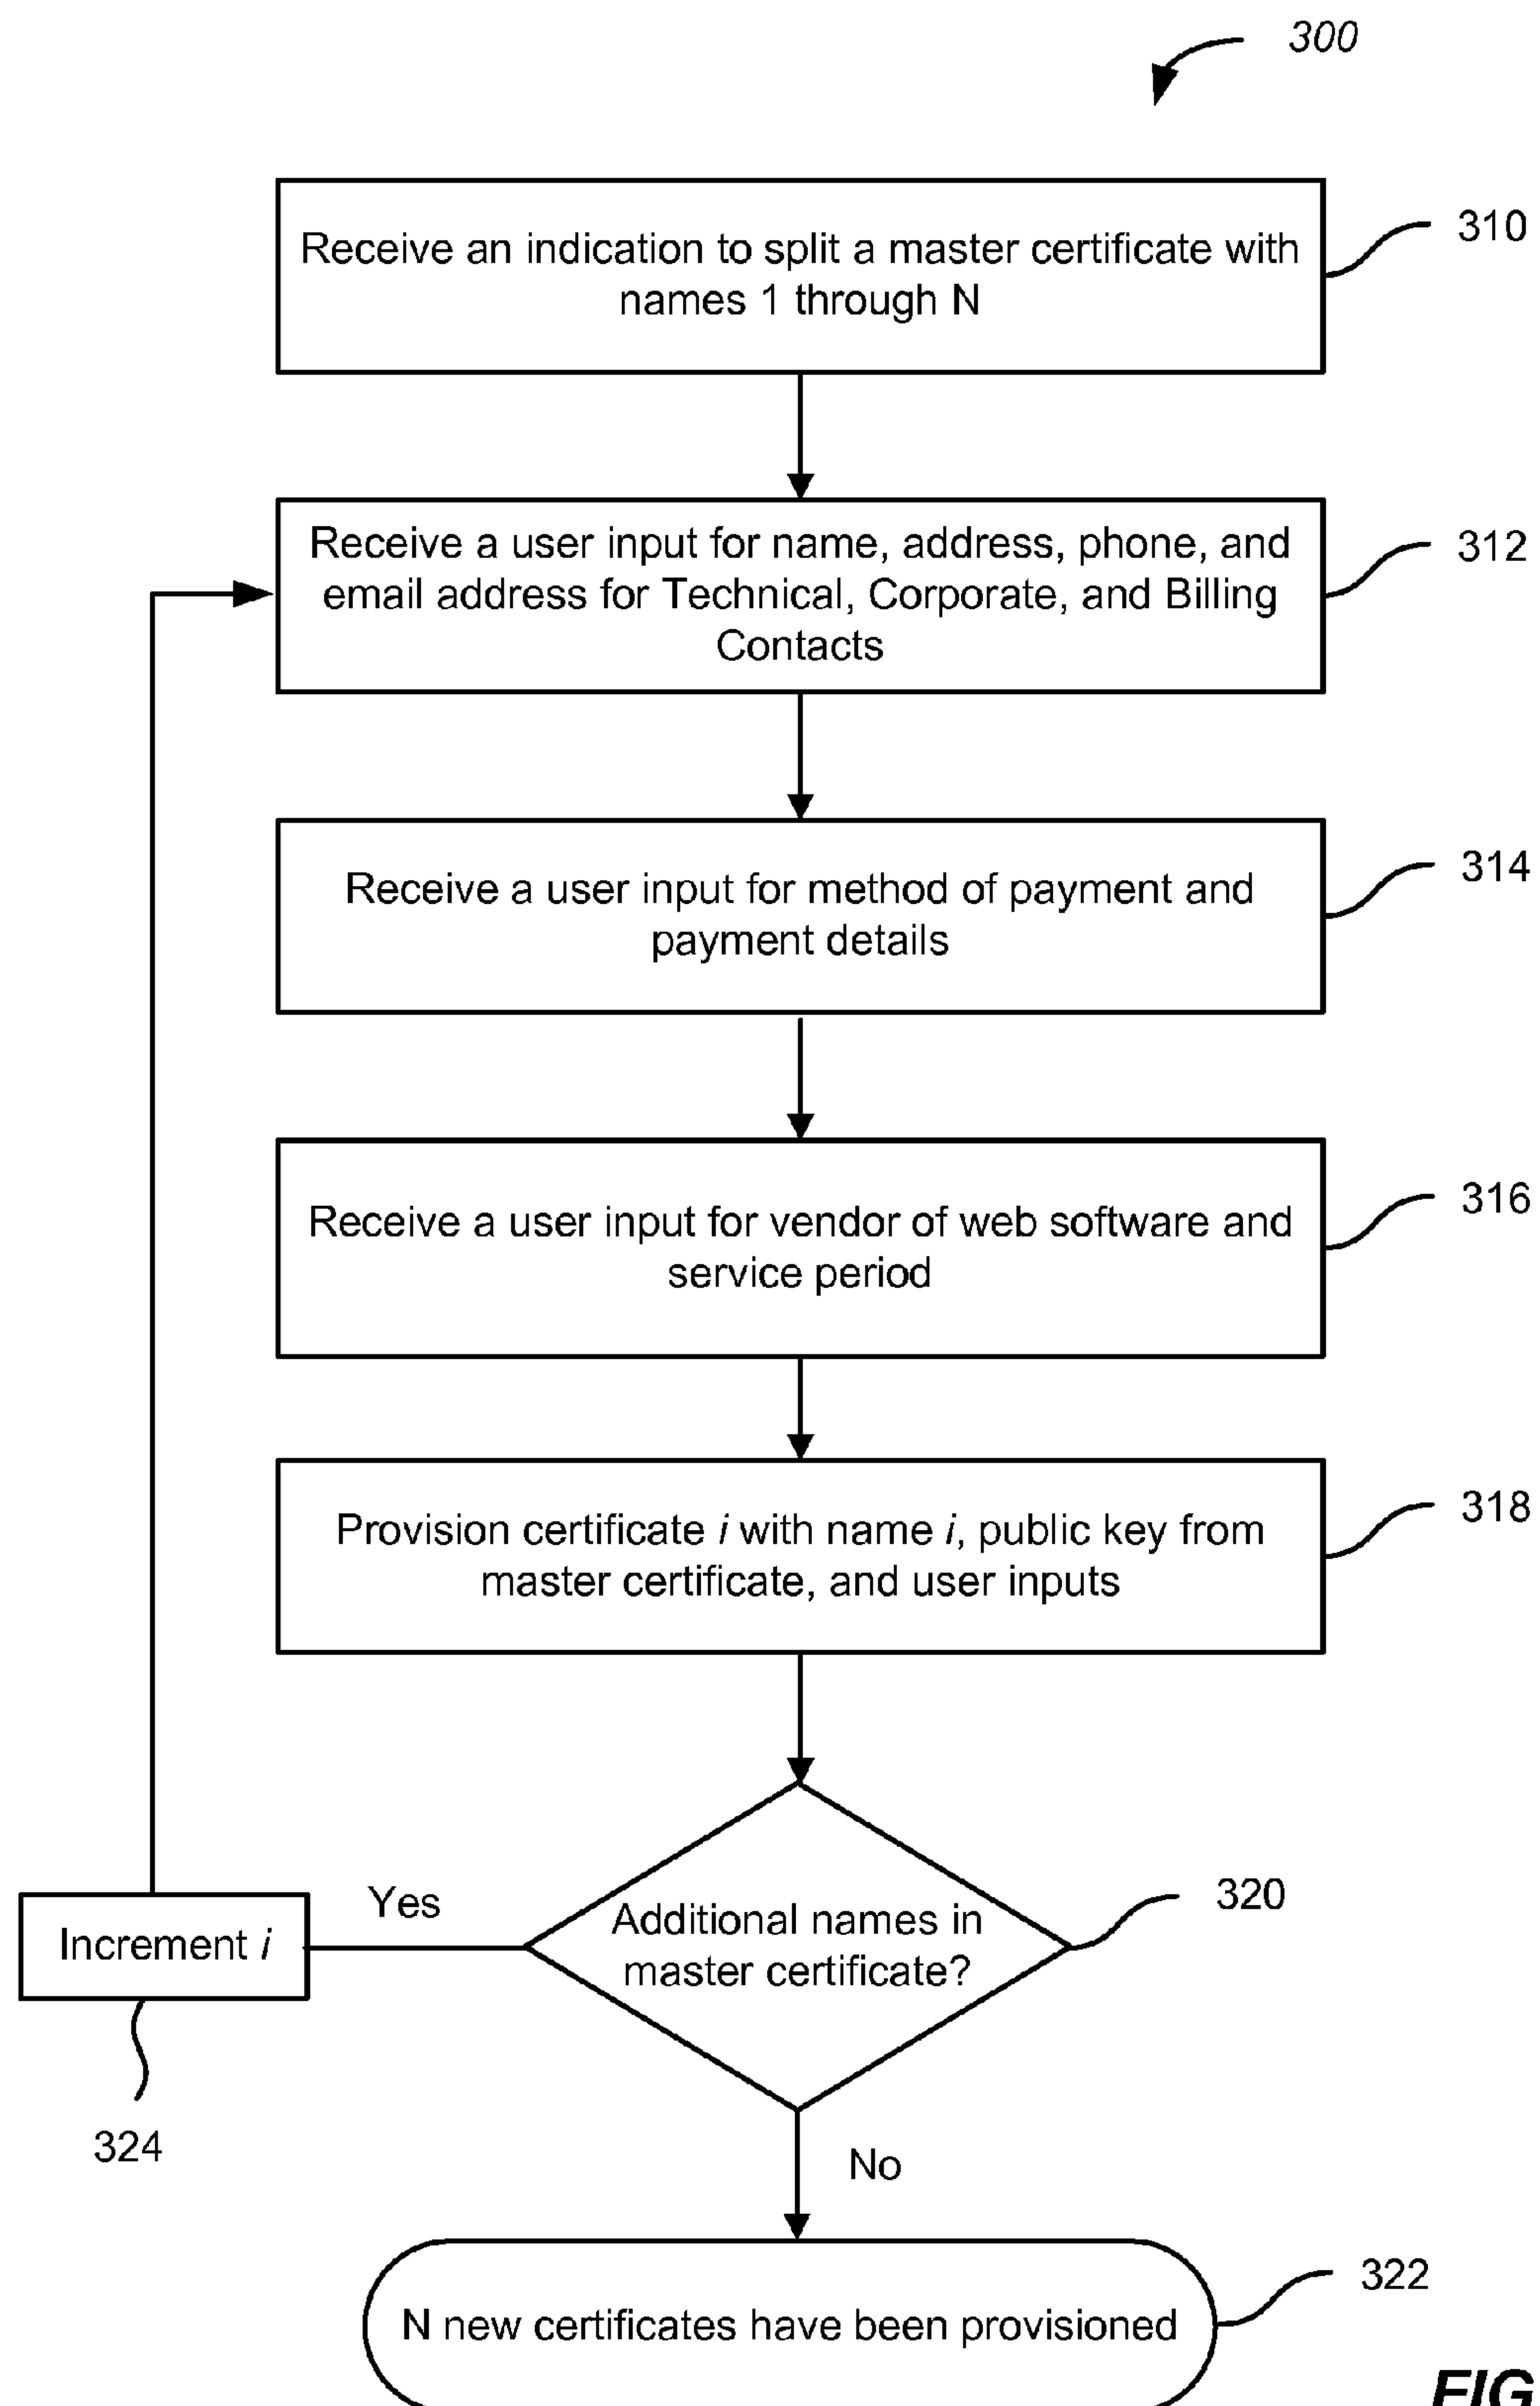 300
Receive an indication to split a master certificate with
names 1 through N
310
Receive a user input for name, address, phone, and
email address for Technical, Corporate, and Billing
Contacts
312
Receive a user input for method of payment and
payment details
314
Receive a user input for vendor of web software and
service period
316
Provision certificate i with name i, public key from
master certificate, and user inputs
318
Additional names in
master certificate?
320
Yes
Increment i
324
No
N new certificates have been provisioned
322
FIG